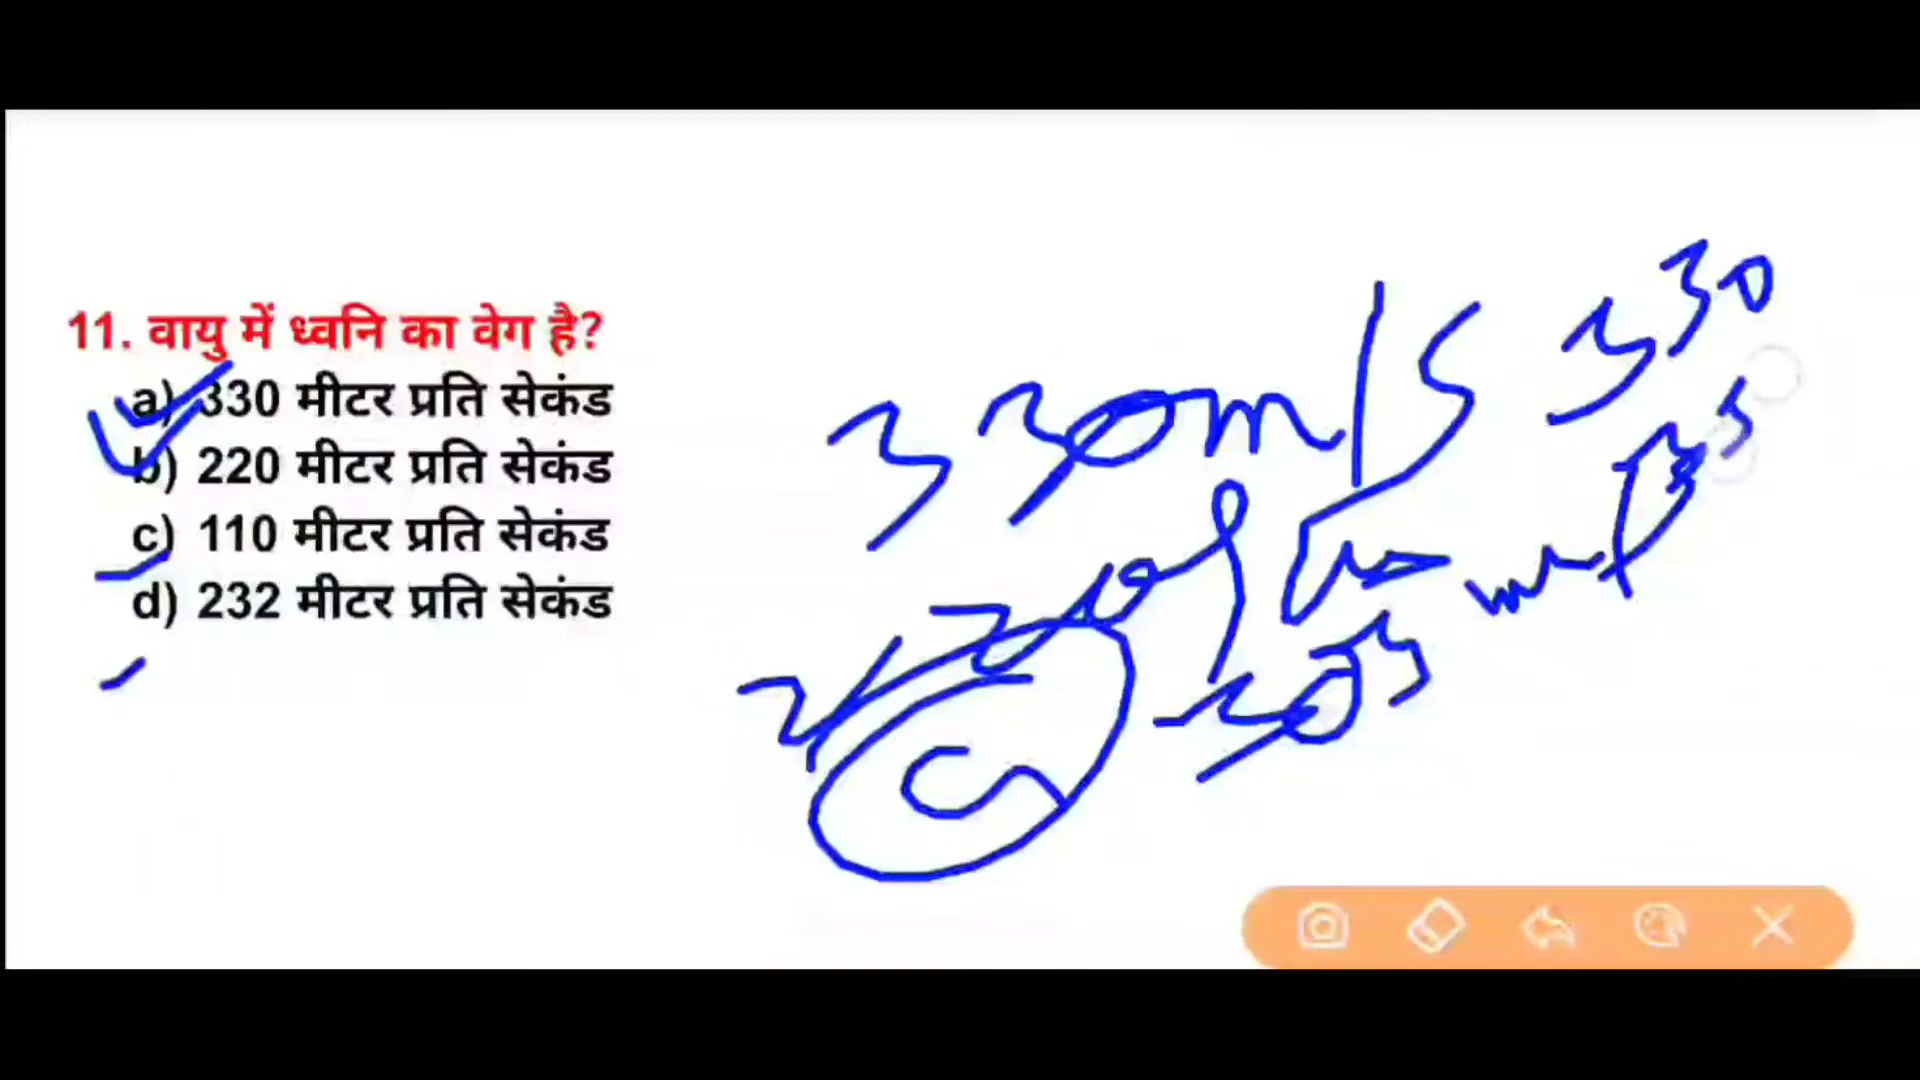 11. वायु में ध्वनि का वेग है?
a) 330 मीटर प्रति सेकंड
b) 220 मीटर प्रति सेकंड
c) 110 मीटर प्रति सेकंड
d) 232 मीटर प्रति सेकंड
330m/s
330